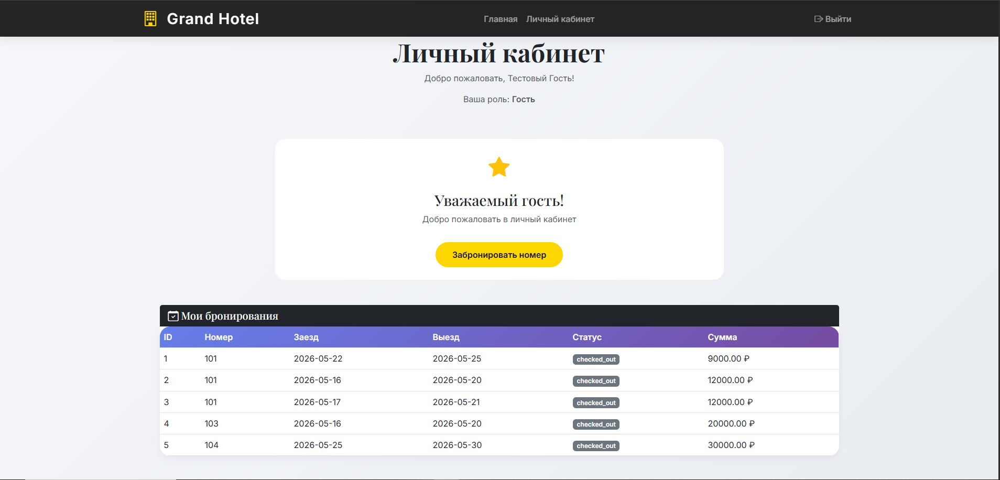 Grand Hotel
Главная Личный кабинет
Выйти
Личный кабинет
Добро пожаловать, Тестовый Гость!
Ваша роль: Гость
Уважаемый гость!
Добро пожаловать в личный кабинет
Забронировать номер
Мои бронирования
ID Номер Заезд Выезд Статус Сумма
1 101 2026-05-22 2026-05-25 checked_out 9000.00 ₽
2 101 2026-05-16 2026-05-20 checked_out 12000.00 ₽
3 101 2026-05-17 2026-05-21 checked_out 12000.00 ₽
4 103 2026-05-16 2026-05-20 checked_out 20000.00 ₽
5 104 2026-05-25 2026-05-30 checked_out 30000.00 ₽